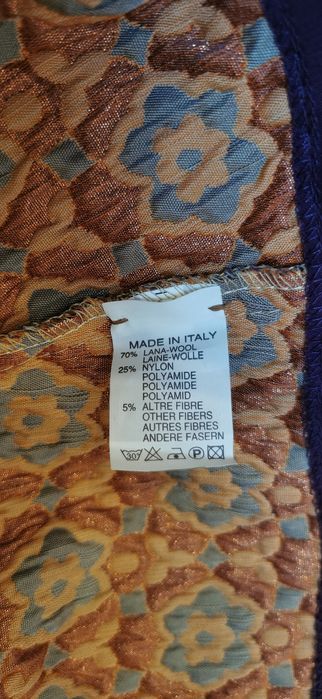 MADE IN ITALY
70% LANA-WOOL
LAINE-WOLLE
25% NYLON
POLYAMIDE
POLYAMIDE
POLYAMID
5% ALTRE FIBRE
OTHER FIBERS
AUTRES FIBRES
ANDERE FASERN
30? P